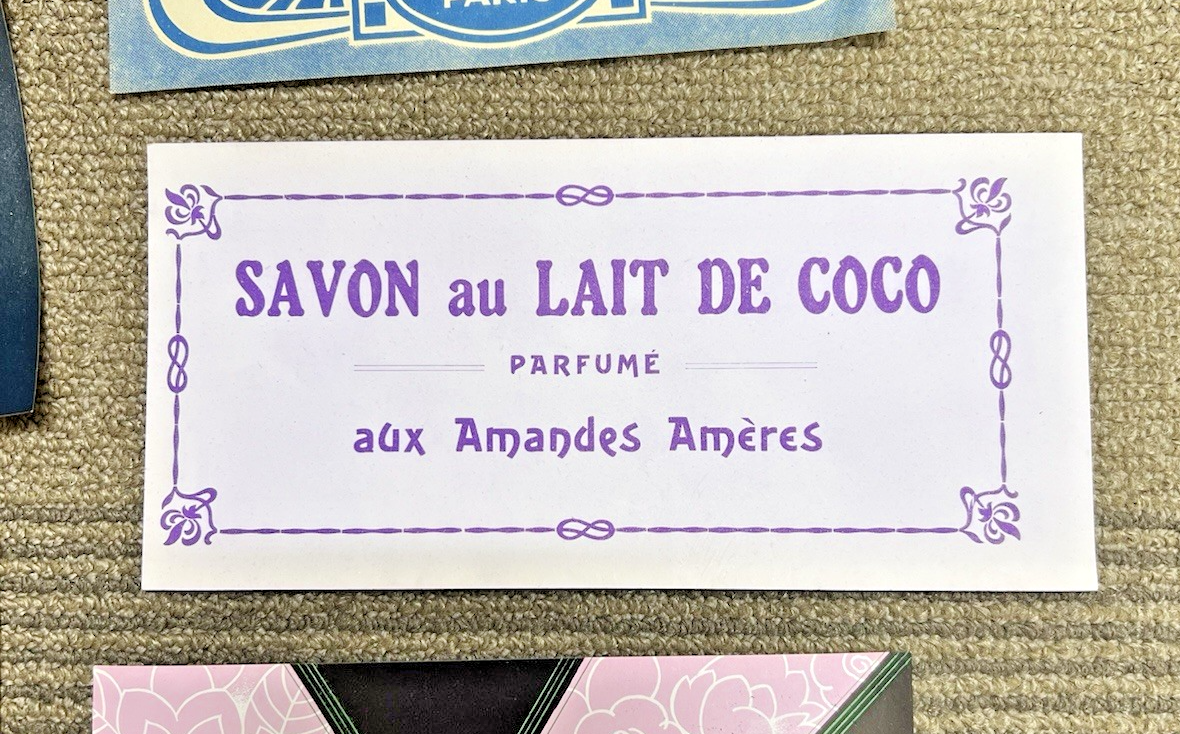 PARIS
SAVON au LAIT DE COCO
PARFUMÉ
aux Amandes Amères